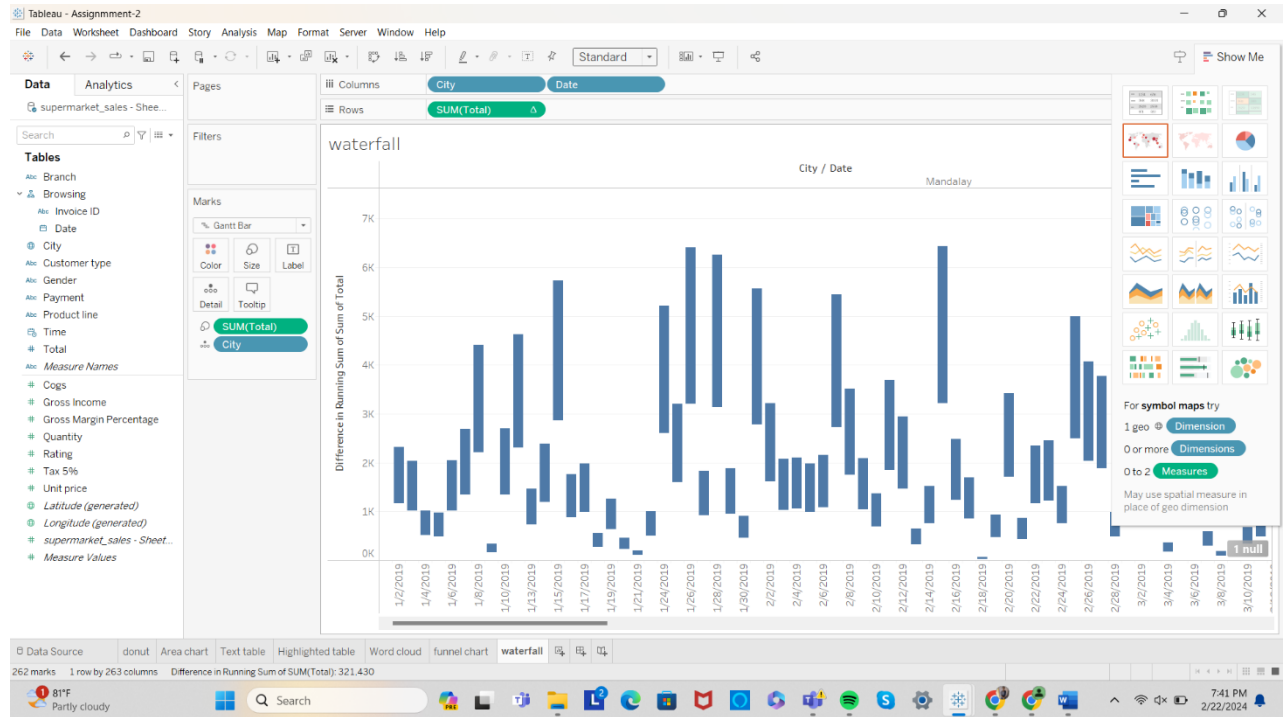 Tableau - Assignmment-2
File Data Worksheet Dashboard Story Analysis Map Format Server Window Help
Standard
Show Me
Data Analytics
supermarket_sales - Shee...
Search
Tables
Abc Branch
Browsing
Abc Invoice ID
Date
City
Abc Customer type
Abc Gender
Abc Payment
Abc Product line
Time
# Total
Abc Measure Names
# Cogs
# Gross Income
# Gross Margin Percentage
# Quantity
# Rating
# Tax 5%
# Unit price
Latitude (generated)
Longitude (generated)
# supermarket_sales - Sheet...
# Measure Values
Pages
Filters
Marks
Gantt Bar
Color Size Label
Detail Tooltip
SUM(Total)
City
Columns City Date
Rows SUM(Total) Δ
waterfall
City / Date
Mandalay
Difference in Running Sum of Sum of Total
7K
6K
5K
4K
3K
2K
1K
0K
1/2/2019
1/4/2019
1/6/2019
1/8/2019
1/10/2019
1/13/2019
1/15/2019
1/17/2019
1/19/2019
1/21/2019
1/24/2019
1/26/2019
1/28/2019
1/30/2019
2/2/2019
2/4/2019
2/6/2019
2/8/2019
2/10/2019
2/12/2019
2/14/2019
2/16/2019
2/18/2019
2/20/2019
2/22/2019
2/24/2019
2/26/2019
2/28/2019
3/2/2019
3/4/2019
3/6/2019
3/8/2019
3/10/2019
For symbol maps try
1 geo Dimension
0 or more Dimensions
0 to 2 Measures
May use spatial measure in
place of geo dimension
1 null
Data Source donut Area chart Text table Highlighted table Word cloud funnel chart waterfall
262 marks 1 row by 263 columns Difference in Running Sum of SUM(Total): 321.430
1
81°F
Partly cloudy
Search
PRE
7:41 PM
2/22/2024